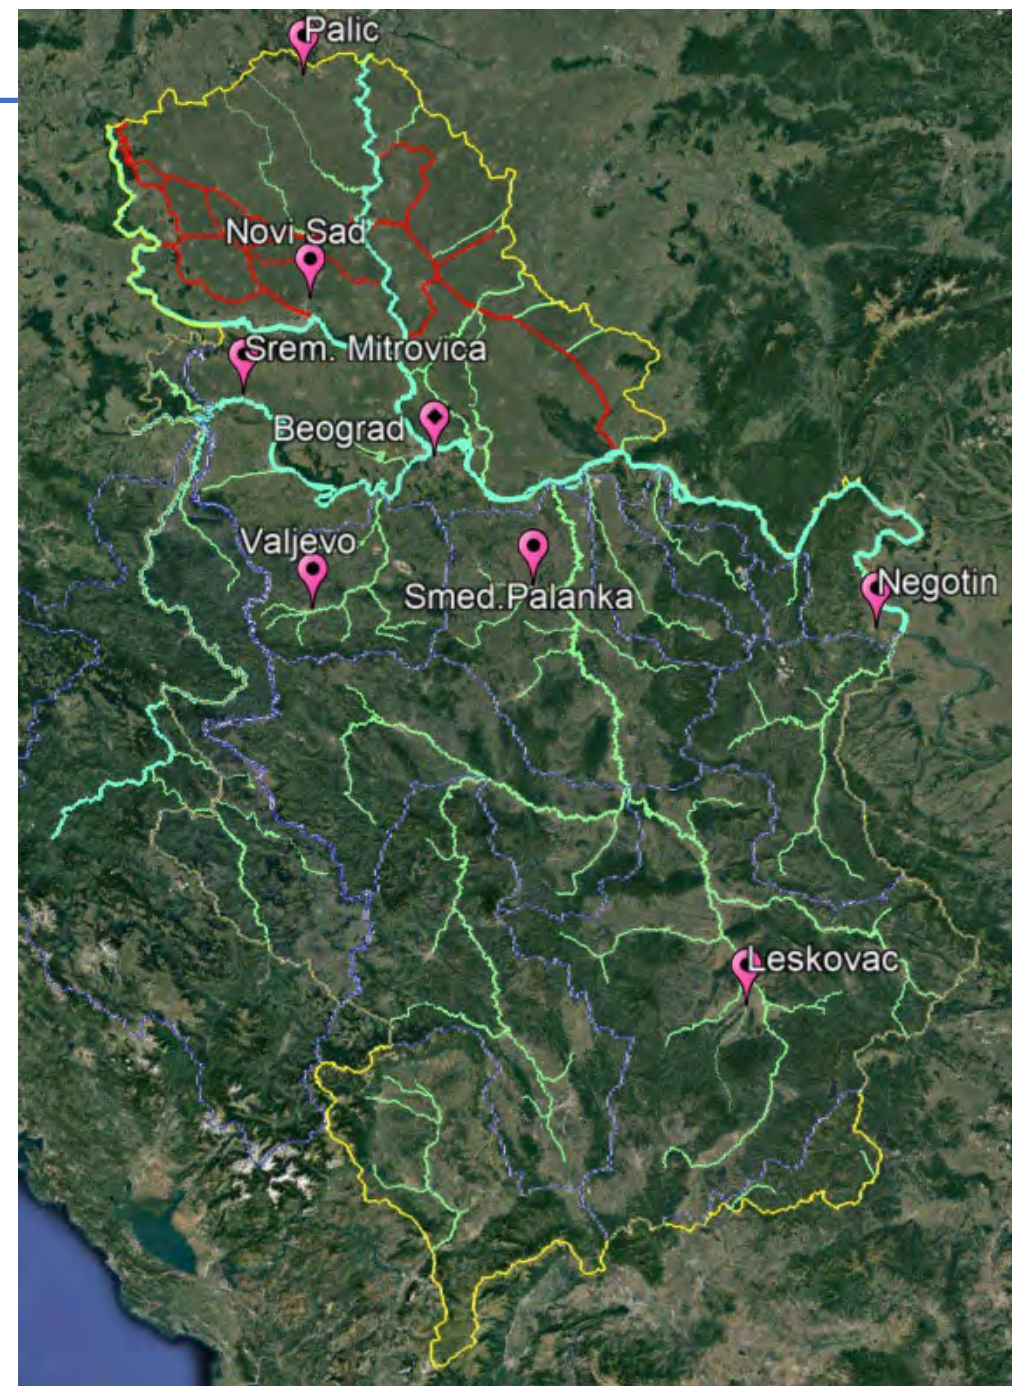 Palic
Novi Sad
Srem. Mitrovica
Beograd
Valjevo
Smed.Palanka
Negotin
Leskovac